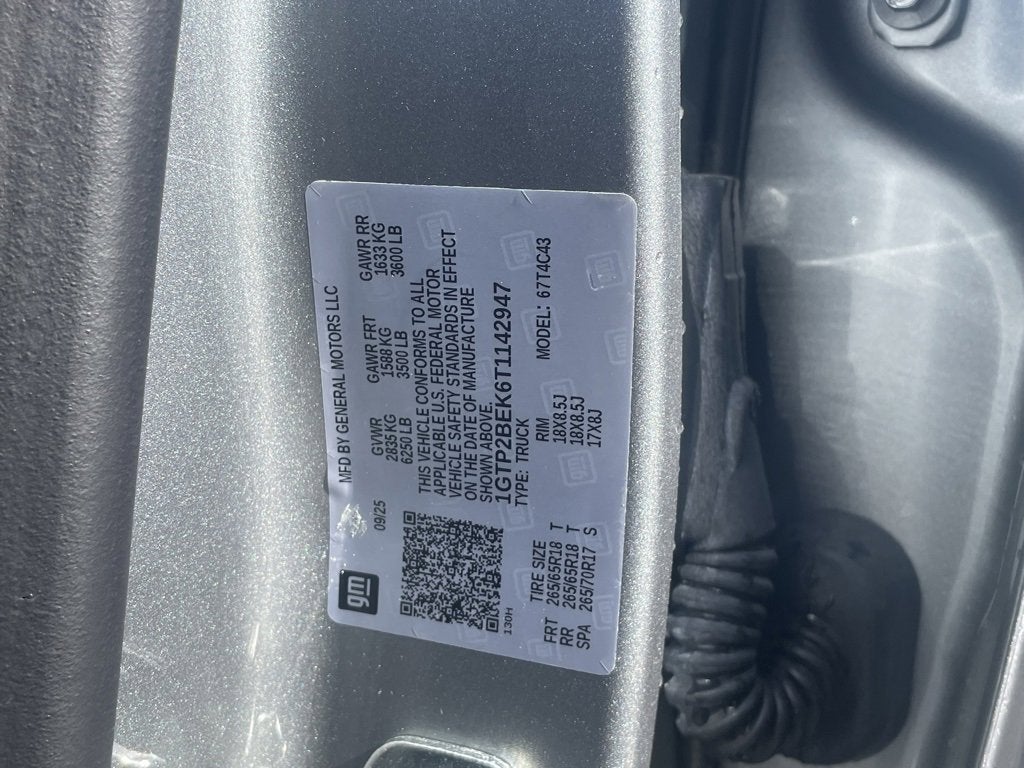 MFD BY GENERAL MOTORS LLC
gm
09/25
GVWR GAWR FRT GAWR RR
2835 KG 1588 KG 1633 KG
6250 LB 3500 LB 3600 LB
THIS VEHICLE CONFORMS TO ALL
APPLICABLE U.S. FEDERAL MOTOR
VEHICLE SAFETY STANDARDS IN EFFECT
ON THE DATE OF MANUFACTURE
SHOWN ABOVE.
1GTP2BEK6T1142947
TYPE: TRUCK
130H
MODEL: 67T4C43
TIRE SIZE RIM
FRT 265/65R18 T 18X8.5J
RR 265/65R18 T 18X8.5J
SPA 265/70R17 S 17X8J